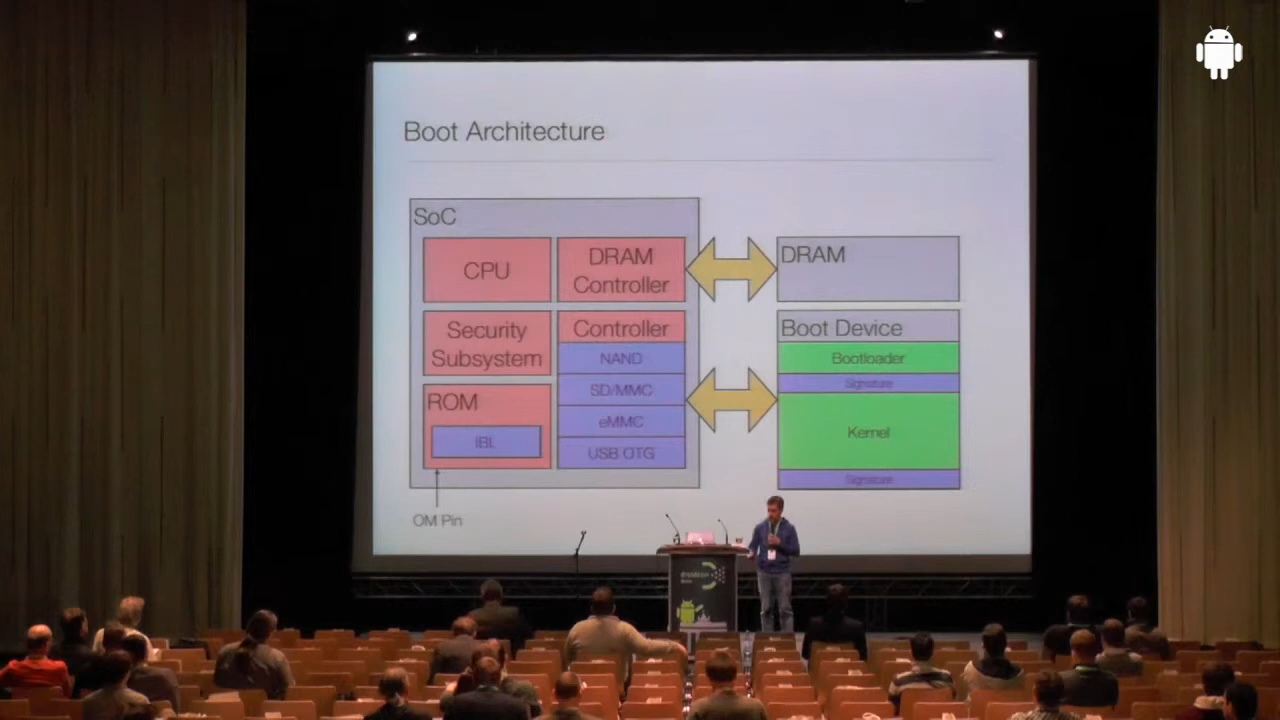 Boot Architecture
SoC
CPU
DRAM
Controller
DRAM
Security
Subsystem
Controller
NAND
SD/MMC
eMMC
USB OTG
ROM
IBL
OM Pin
Boot Device
Bootloader
Signature
Kernel
Signature
droidcon